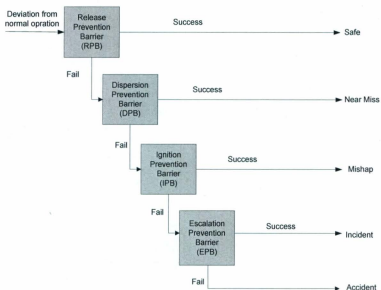 Deviation from
normal opration
Release
Prevention
Barrier
(RPB)
Success
Safe
Fail
Dispersion
Prevention
Barrier
(DPB)
Success
Near Miss
Fail
Ignition
Prevention
Barrier
(IPB)
Success
Mishap
Fail
Escalation
Prevention
Barrier
(EPB)
Success
Incident
Fail
Accident